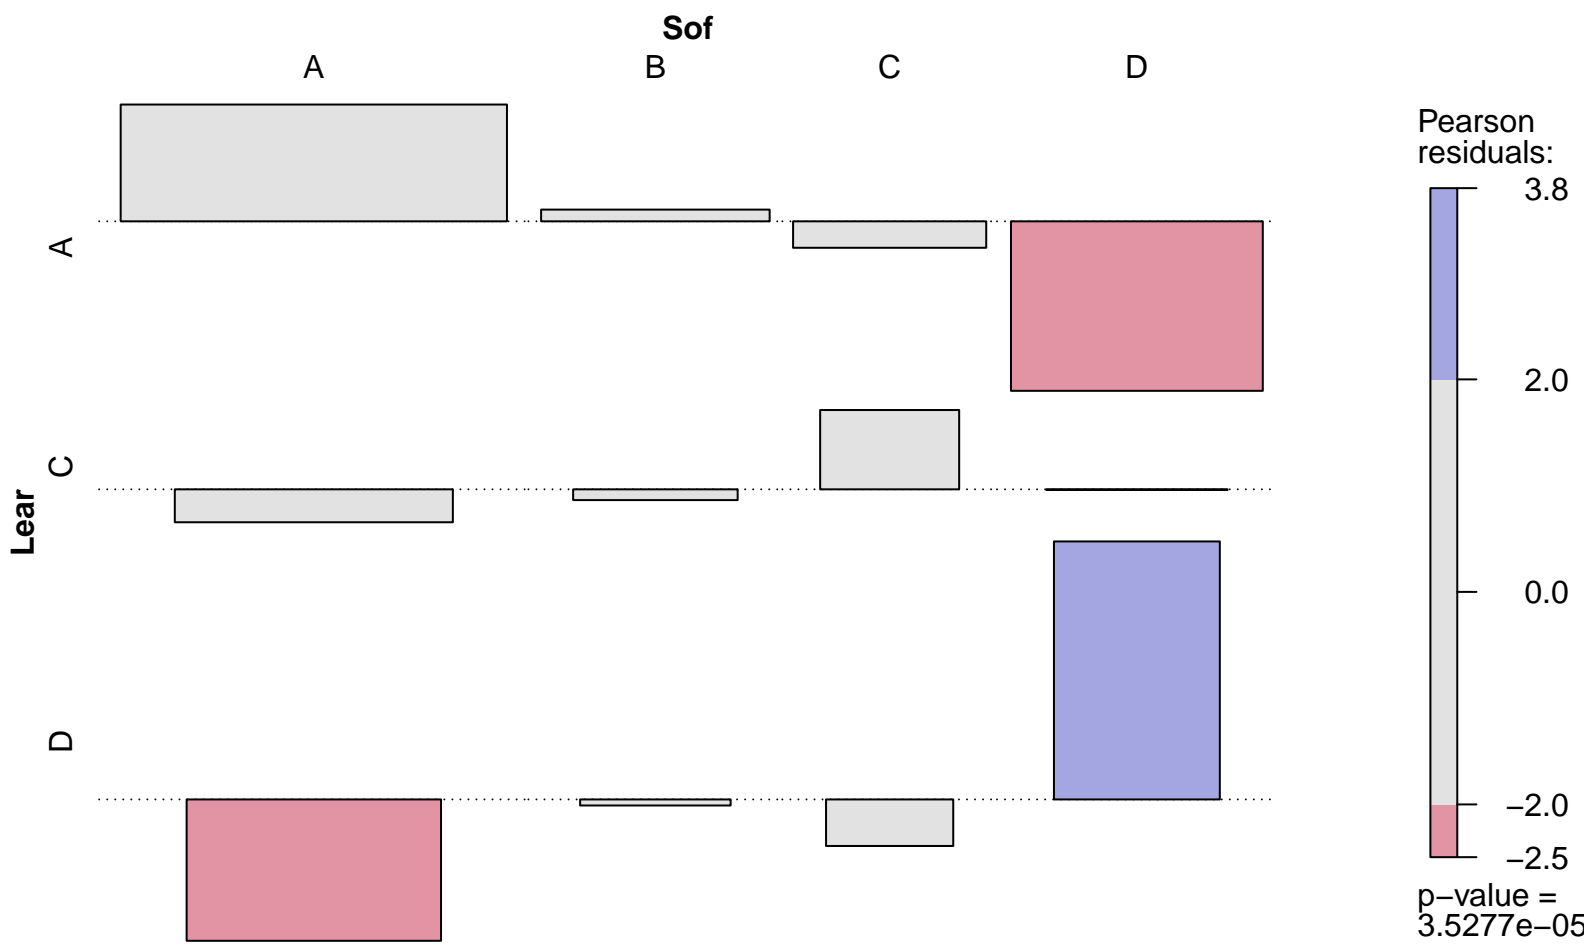 Sof
A B C D
A
C
D
Lear
Pearson
residuals:
3.8
2.0
0.0
−2.0
−2.5
p−value =
3.5277e−05